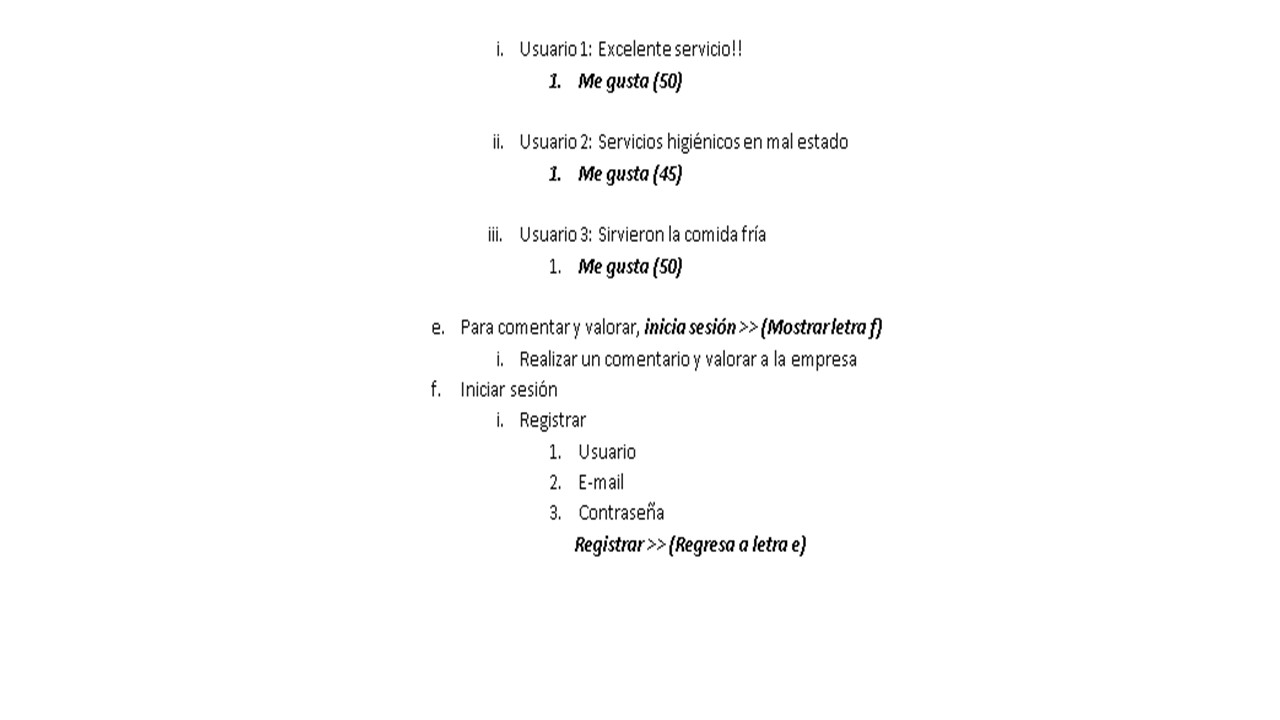 i. Usuario 1: Excelente servicio!!
1. Me gusta (50)
ii. Usuario 2: Servicios higiénicos en mal estado
1. Me gusta (45)
iii. Usuario 3: Sirvieron la comida fría
1. Me gusta (50)
e. Para comentar y valorar, inicia sesión >> (Mostrar letra f)
i. Realizar un comentario y valorar a la empresa
f. Iniciar sesión
i. Registrar
1. Usuario
2. E-mail
3. Contraseña
Registrar >> (Regresa a letra e)